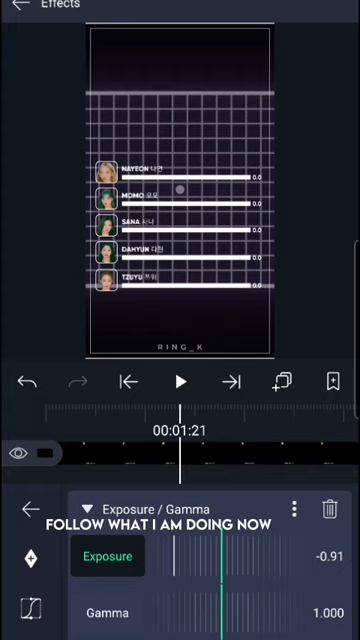 Effects
NAYEON 나연
0.0
MOMO 모모
0.0
SANA 사나
0.0
DAHYUN 다현
0.0
TZUYU 쯔위
0.0
RING_K
00:01:21
Exposure / Gamma
FOLLOW WHAT I AM DOING NOW
Exposure
-0.91
Gamma
1.000